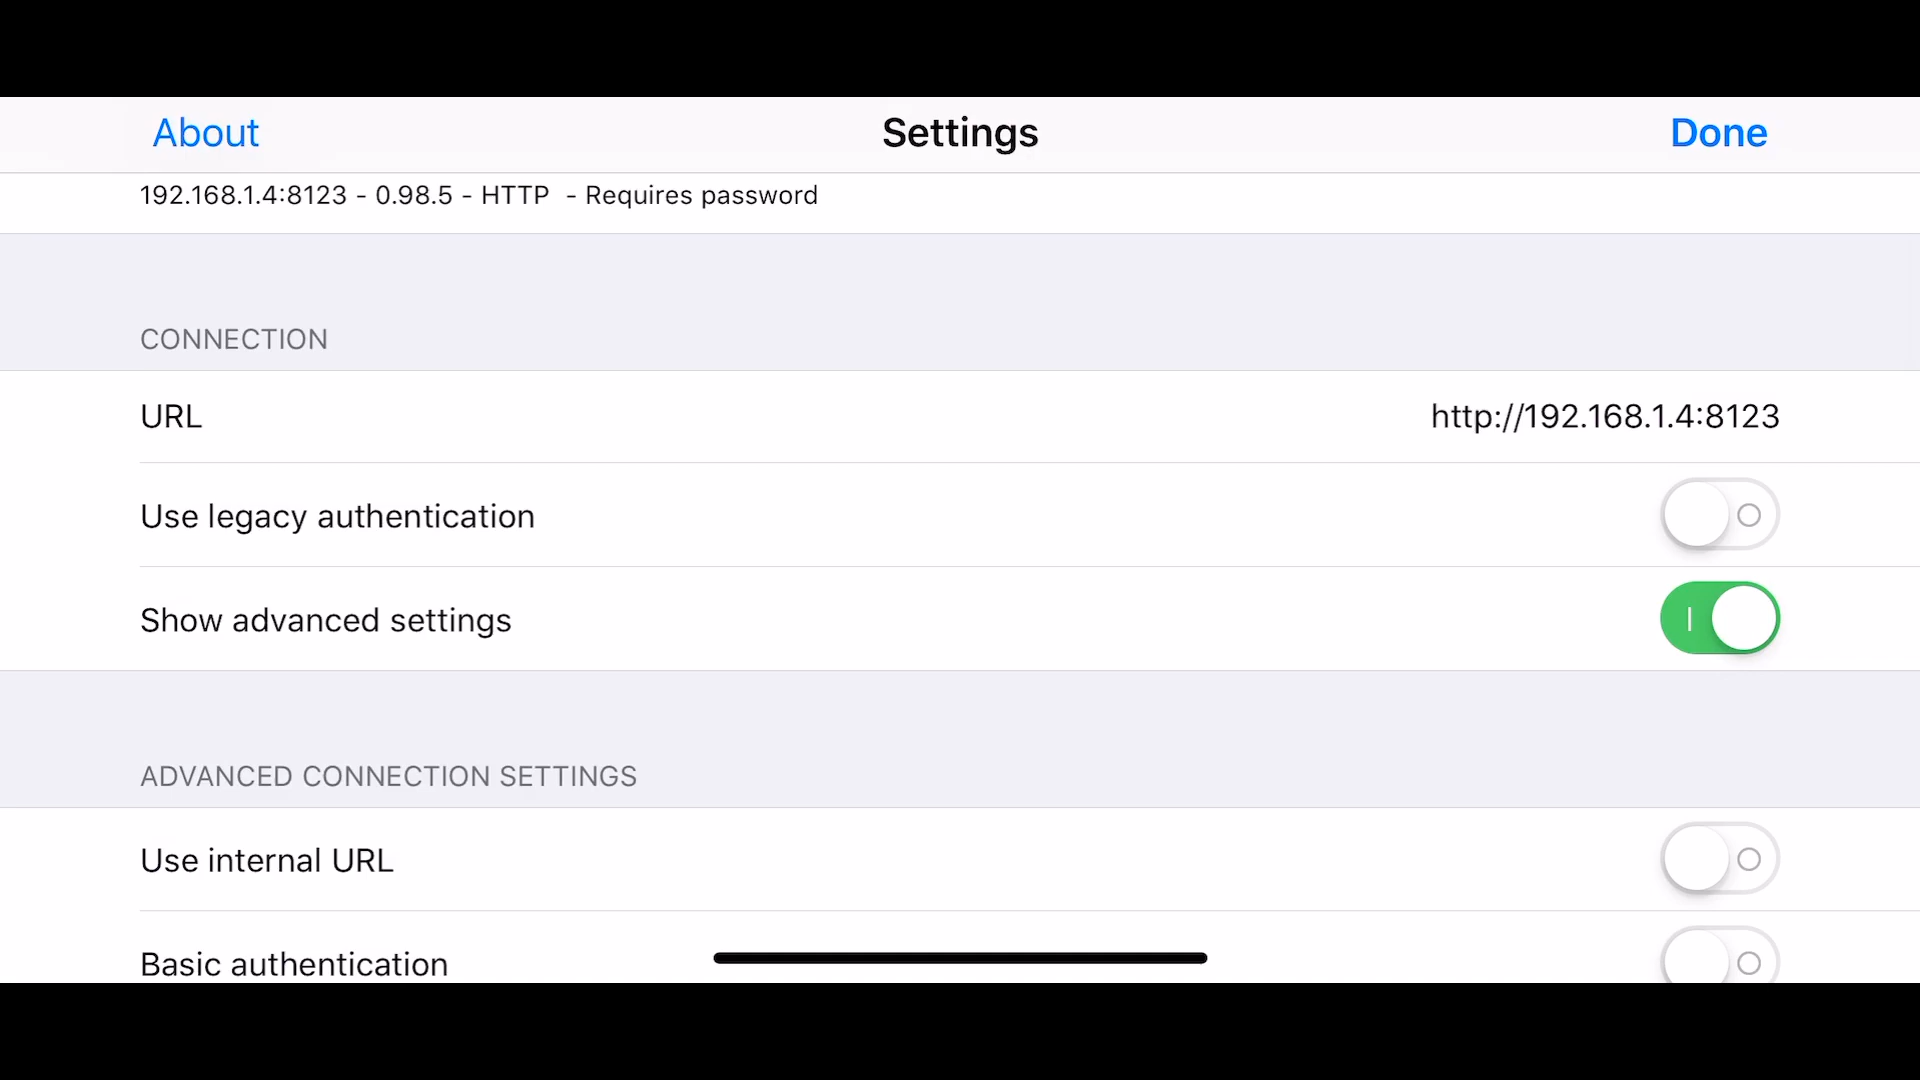 About Settings Done
192.168.1.4:8123 - 0.98.5 - HTTP - Requires password
CONNECTION
URL http://192.168.1.4:8123
Use legacy authentication
Show advanced settings
ADVANCED CONNECTION SETTINGS
Use internal URL
Basic authentication